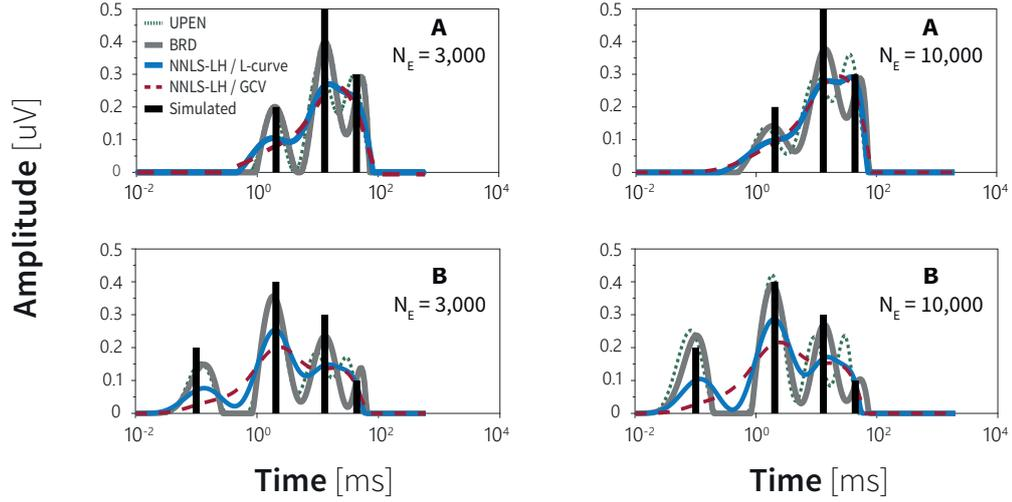 Amplitude [uV]
0.5
0.4
0.3
0.2
0.1
0
UPEN
BRD
NNLS-LH / L-curve
NNLS-LH / GCV
Simulated
A
N_E = 3,000
10^-2
10^0
10^2
10^4
0.5
0.4
0.3
0.2
0.1
0
A
N_E = 10,000
10^-2
10^0
10^2
10^4
0.5
0.4
0.3
0.2
0.1
0
B
N_E = 3,000
10^-2
10^0
10^2
10^4
Time [ms]
0.5
0.4
0.3
0.2
0.1
0
B
N_E = 10,000
10^-2
10^0
10^2
10^4
Time [ms]